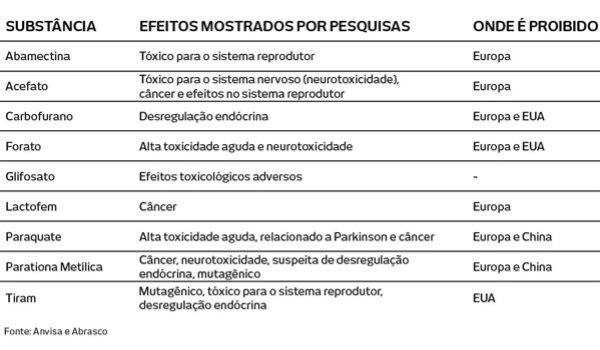 SUBSTÂNCIA EFEITOS MOSTRADOS POR PESQUISAS ONDE É PROIBIDO
Abamectina Tóxico para o sistema reprodutor Europa
Acefato Tóxico para o sistema nervoso (neurotoxicidade), câncer e efeitos no sistema reprodutor Europa
Carbofurano Desregulação endócrina Europa e EUA
Forato Alta toxicidade aguda e neurotoxicidade Europa e EUA
Glifosato Efeitos toxicológicos adversos -
Lactofem Câncer Europa
Paraquate Alta toxicidade aguda, relacionado a Parkinson e câncer Europa e China
Parationa Metílica Câncer, neurotoxicidade, suspeita de desregulação endócrina, mutagênico Europa e China
Tiram Mutagênico, tóxico para o sistema reprodutor, desregulação endócrina EUA
Fonte: Anvisa e Abrasco